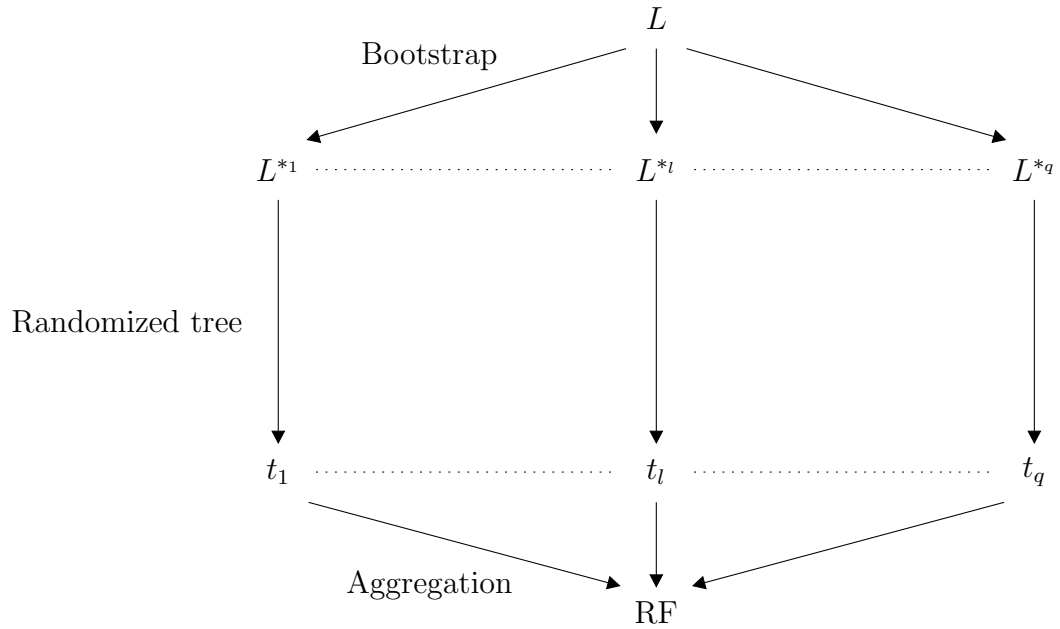 L
Bootstrap
L*1 L*l L*q
Randomized tree
t1 tl tq
Aggregation
RF